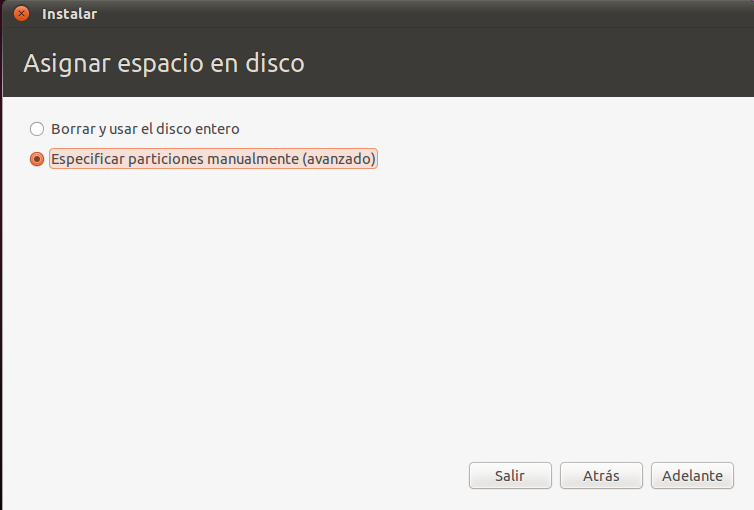 Instalar
Asignar espacio en disco
Borrar y usar el disco entero
Especificar particiones manualmente (avanzado)
Salir Atrás Adelante